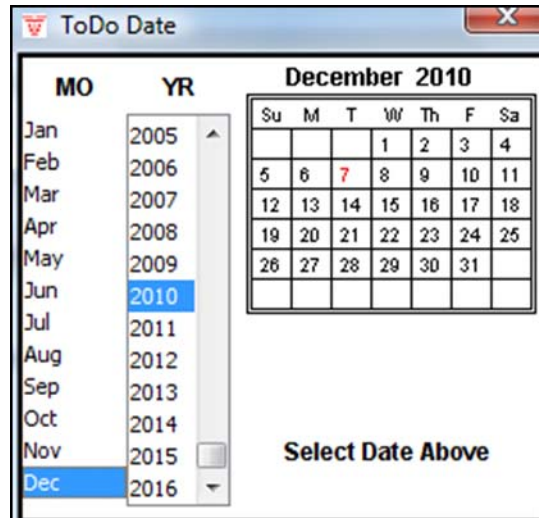 ToDo Date
MO YR
Jan
Feb
Mar
Apr
May
Jun
Jul
Aug
Sep
Oct
Nov
Dec
2005
2006
2007
2008
2009
2010
2011
2012
2013
2014
2015
2016
December 2010
Su M T W Th F Sa
1 2 3 4
5 6 7 8 9 10 11
12 13 14 15 16 17 18
19 20 21 22 23 24 25
26 27 28 29 30 31
Select Date Above